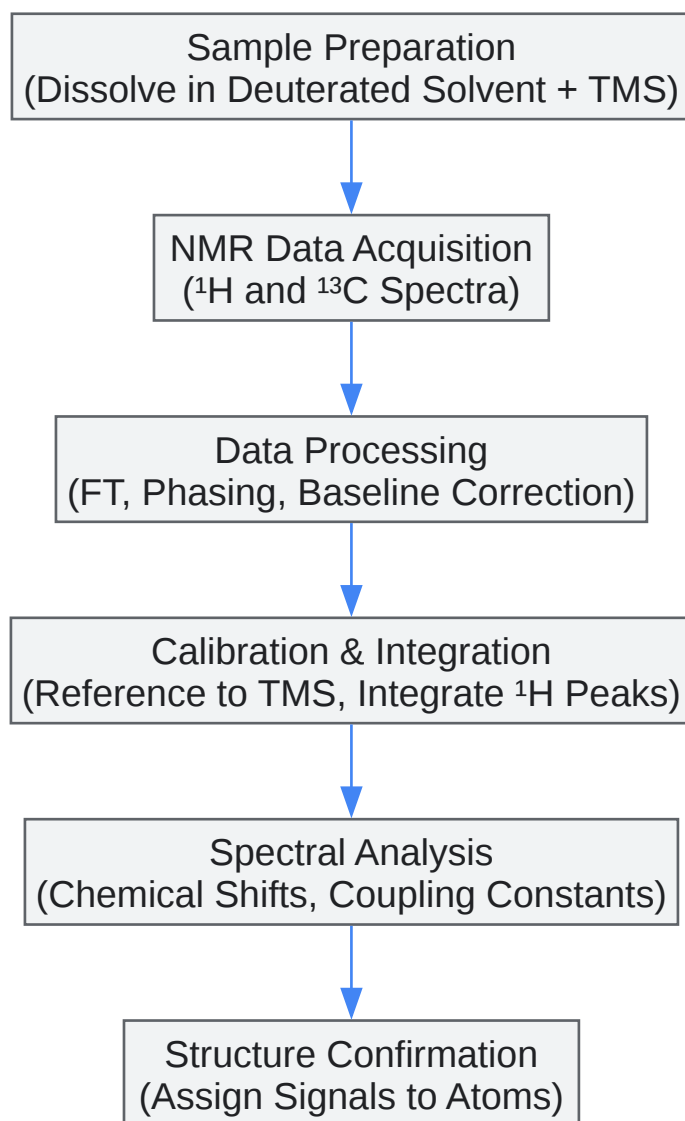 Sample Preparation
(Dissolve in Deuterated Solvent + TMS)
NMR Data Acquisition
(¹H and ¹³C Spectra)
Data Processing
(FT, Phasing, Baseline Correction)
Calibration & Integration
(Reference to TMS, Integrate ¹H Peaks)
Spectral Analysis
(Chemical Shifts, Coupling Constants)
Structure Confirmation
(Assign Signals to Atoms)